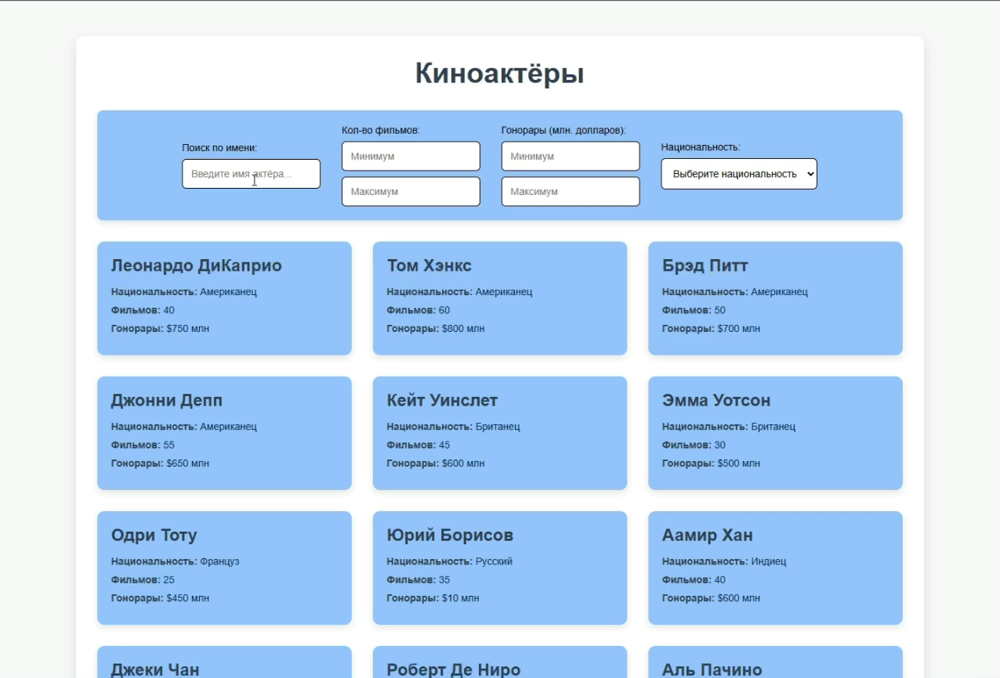 Киноактёры
Поиск по имени:
Введите имя актёра...
Кол-во фильмов:
Минимум
Максимум
Гонорары (млн. долларов):
Минимум
Максимум
Национальность:
Выберите национальность
Леонардо ДиКаприо
Национальность: Американец
Фильмов: 40
Гонорары: $750 млн
Том Хэнкс
Национальность: Американец
Фильмов: 60
Гонорары: $800 млн
Брэд Питт
Национальность: Американец
Фильмов: 50
Гонорары: $700 млн
Джонни Депп
Национальность: Американец
Фильмов: 55
Гонорары: $650 млн
Кейт Уинслет
Национальность: Британец
Фильмов: 45
Гонорары: $600 млн
Эмма Уотсон
Национальность: Британец
Фильмов: 30
Гонорары: $500 млн
Одри Тоту
Национальность: Француз
Фильмов: 25
Гонорары: $450 млн
Юрий Борисов
Национальность: Русский
Фильмов: 35
Гонорары: $10 млн
Аамир Хан
Национальность: Индиец
Фильмов: 40
Гонорары: $600 млн
Джеки Чан
Роберт Де Ниро
Аль Пачино